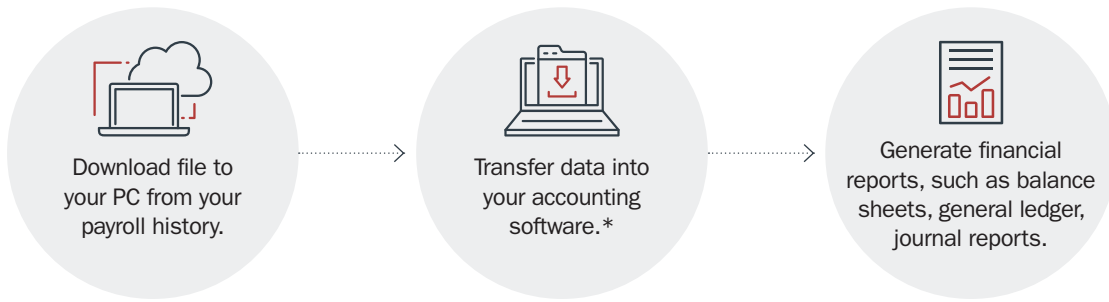 Download file to
your PC from your
payroll history.
Transfer data into
your accounting
software.*
Generate financial
reports, such as balance
sheets, general ledger,
journal reports.